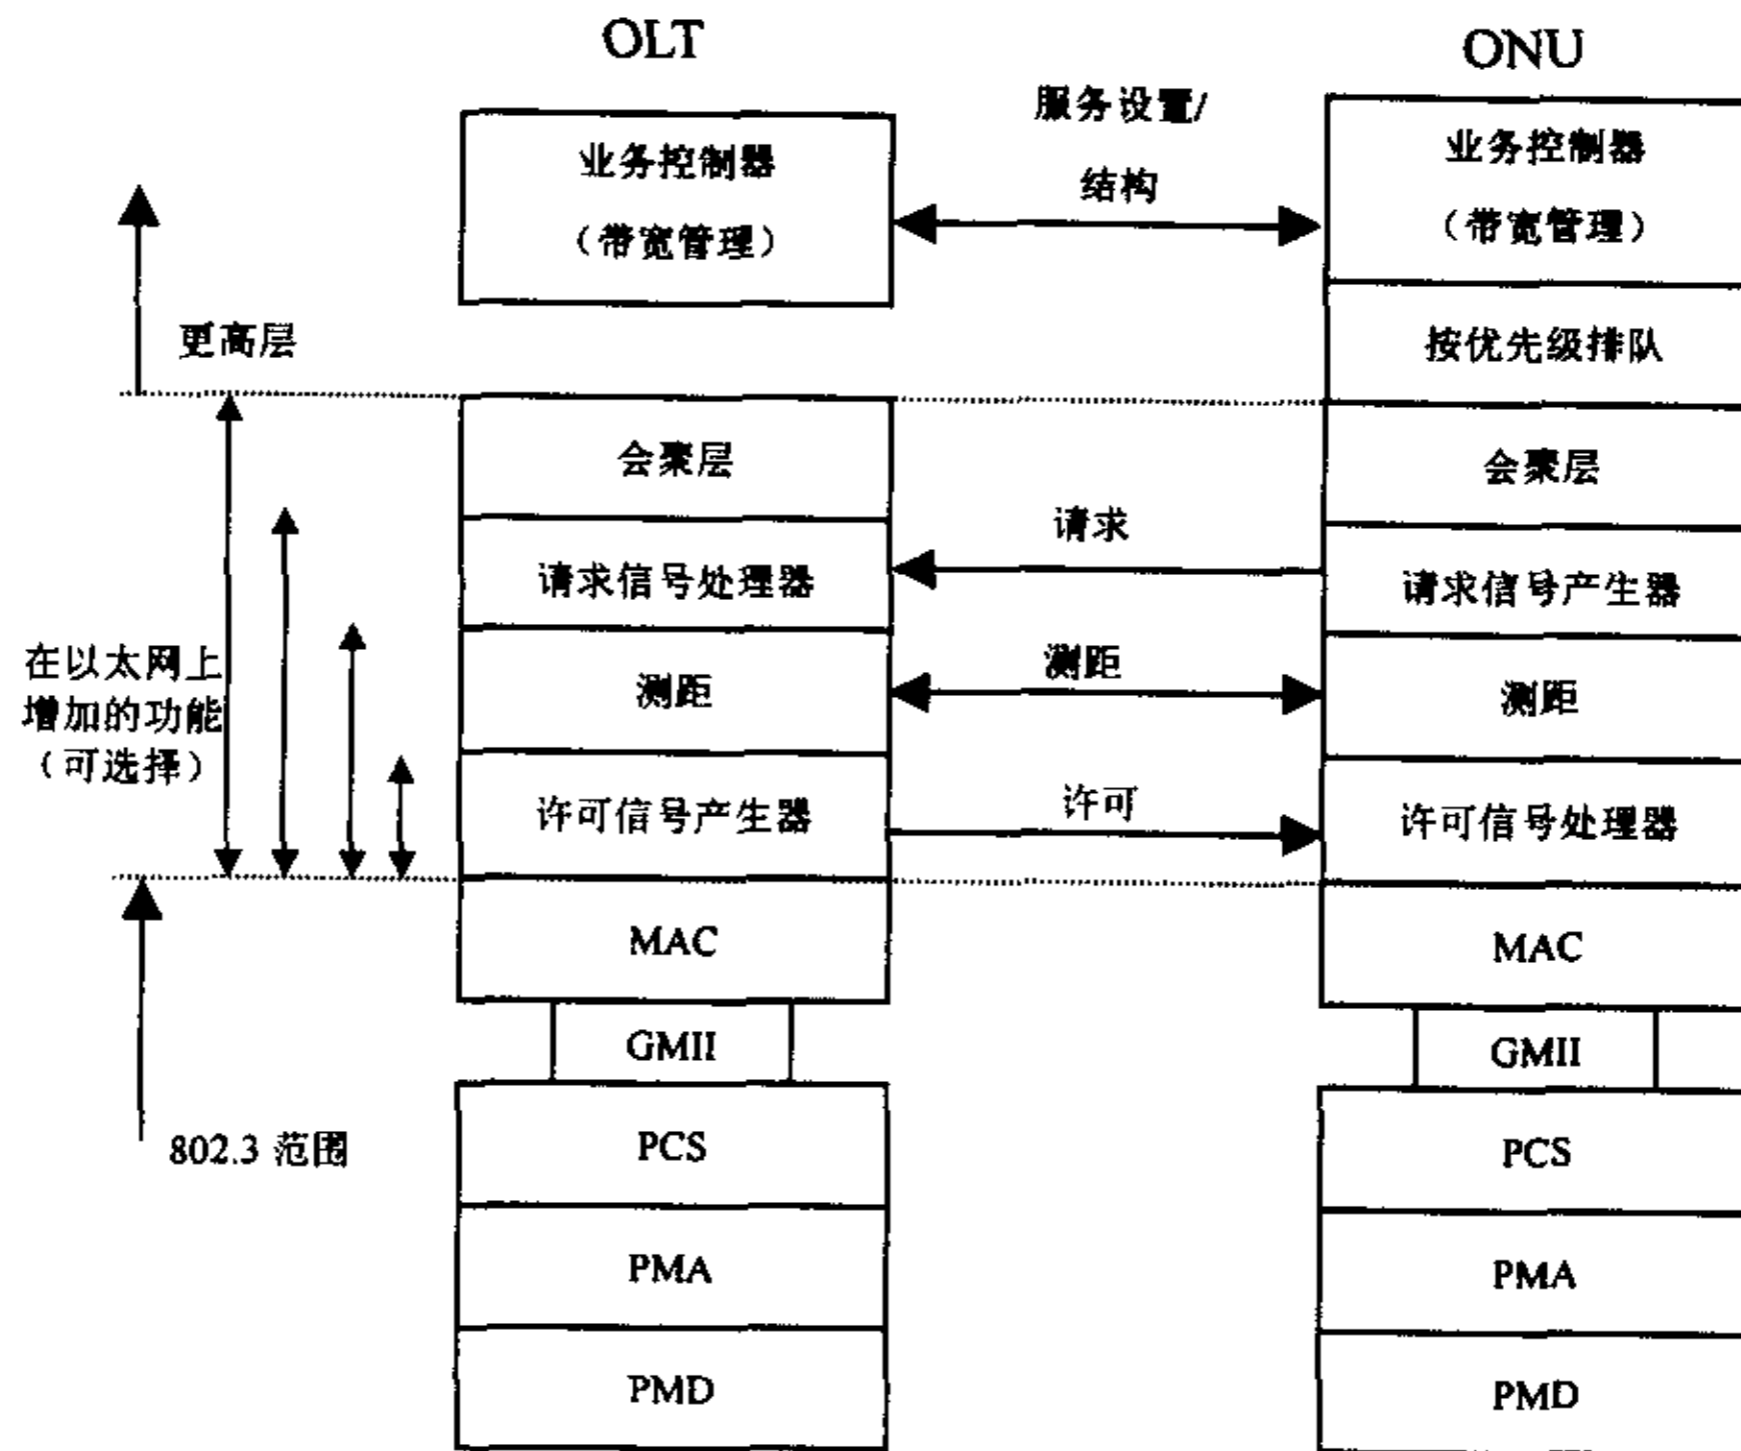 OLT
ONU
服务设置/
结构
业务控制器
（带宽管理）
业务控制器
（带宽管理）
按优先级排队
更高层
会聚层
会聚层
请求
请求信号处理器
请求信号产生器
在以太网上
增加的功能
（可选择）
测距
测距
测距
许可
许可信号产生器
许可信号处理器
MAC
MAC
GMII
GMII
802.3 范围
PCS
PCS
PMA
PMA
PMD
PMD